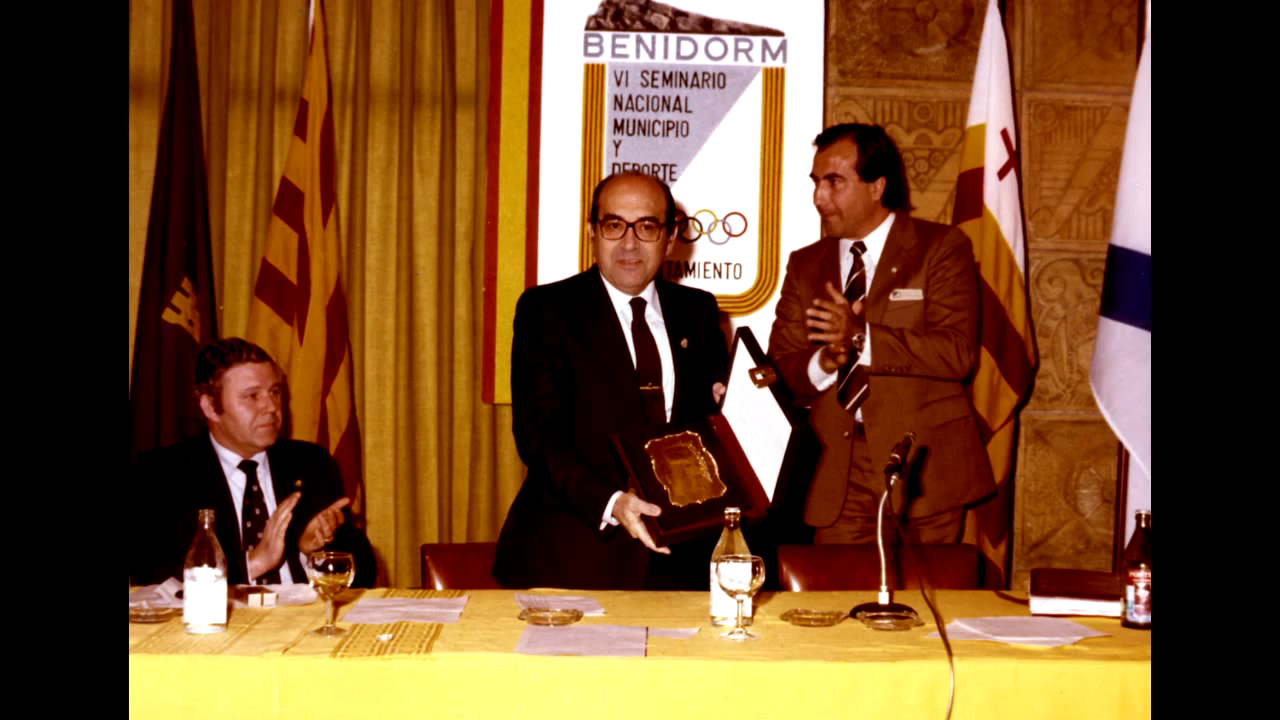 BENIDORM
VI SEMINARIO
NACIONAL
MUNICIPIO
Y
DEPORTE
TAMIENTO